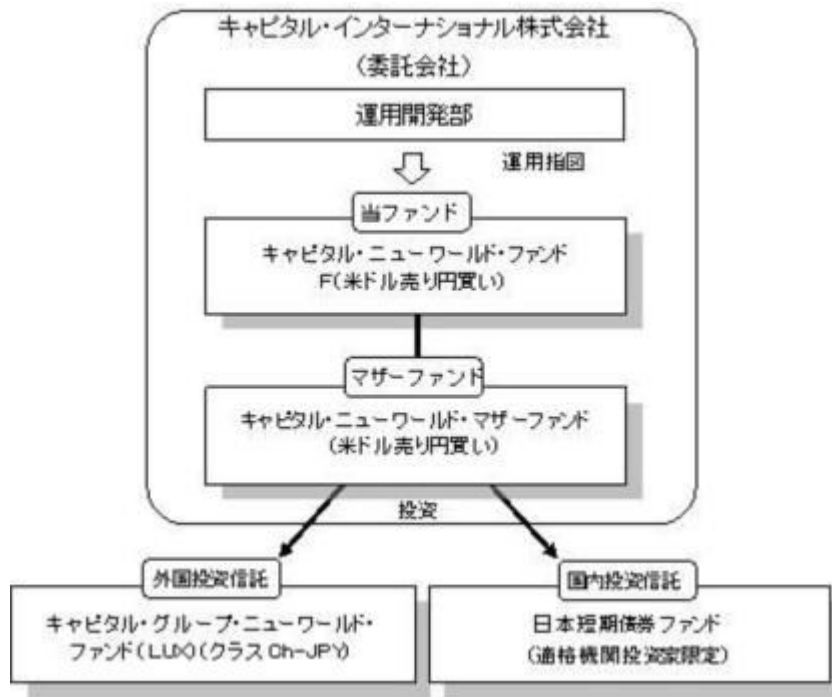 キャピタル・インターナショナル株式会社
（委託会社）
運用開発部
運用指図
当ファンド
キャピタル・ニューワールド・ファンド
F(米ドル売り円買い)
マザーファンド
キャピタル・ニューワールド・マザーファンド
(米ドル売り円買い)
投資
外国投資信託
キャピタル・グループ・ニューワールド・
ファンド(LUX)(クラスCh-JPY)
国内投資信託
日本短期債券ファンド
(適格機関投資家限定)